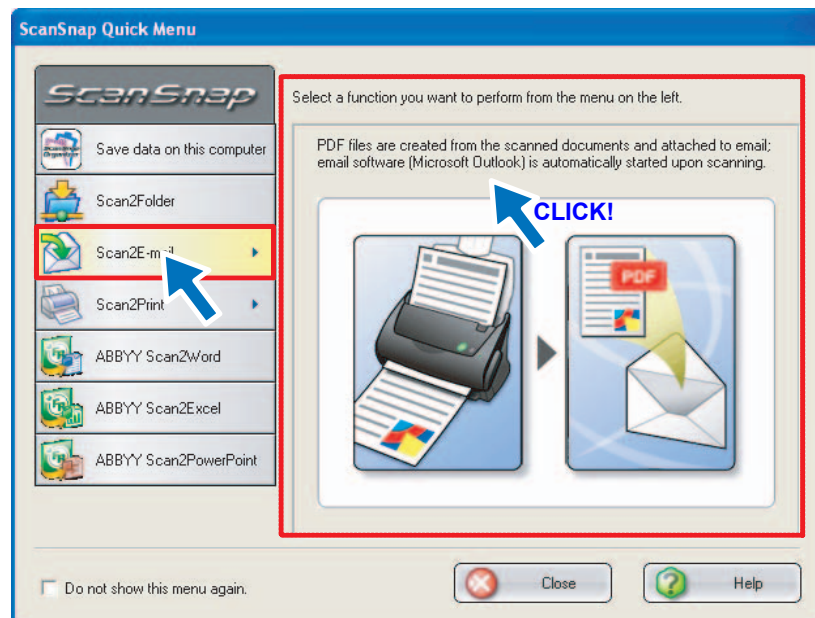 ScanSnap Quick Menu
ScanSnap
Select a function you want to perform from the menu on the left.
Save data on this computer
PDF files are created from the scanned documents and attached to email;
email software (Microsoft Outlook) is automatically started upon scanning.
Scan2Folder
CLICK!
Scan2E-mail
PDF
Scan2Print
ABBYY Scan2Word
ABBYY Scan2Excel
ABBYY Scan2PowerPoint
Do not show this menu again.
Close
Help